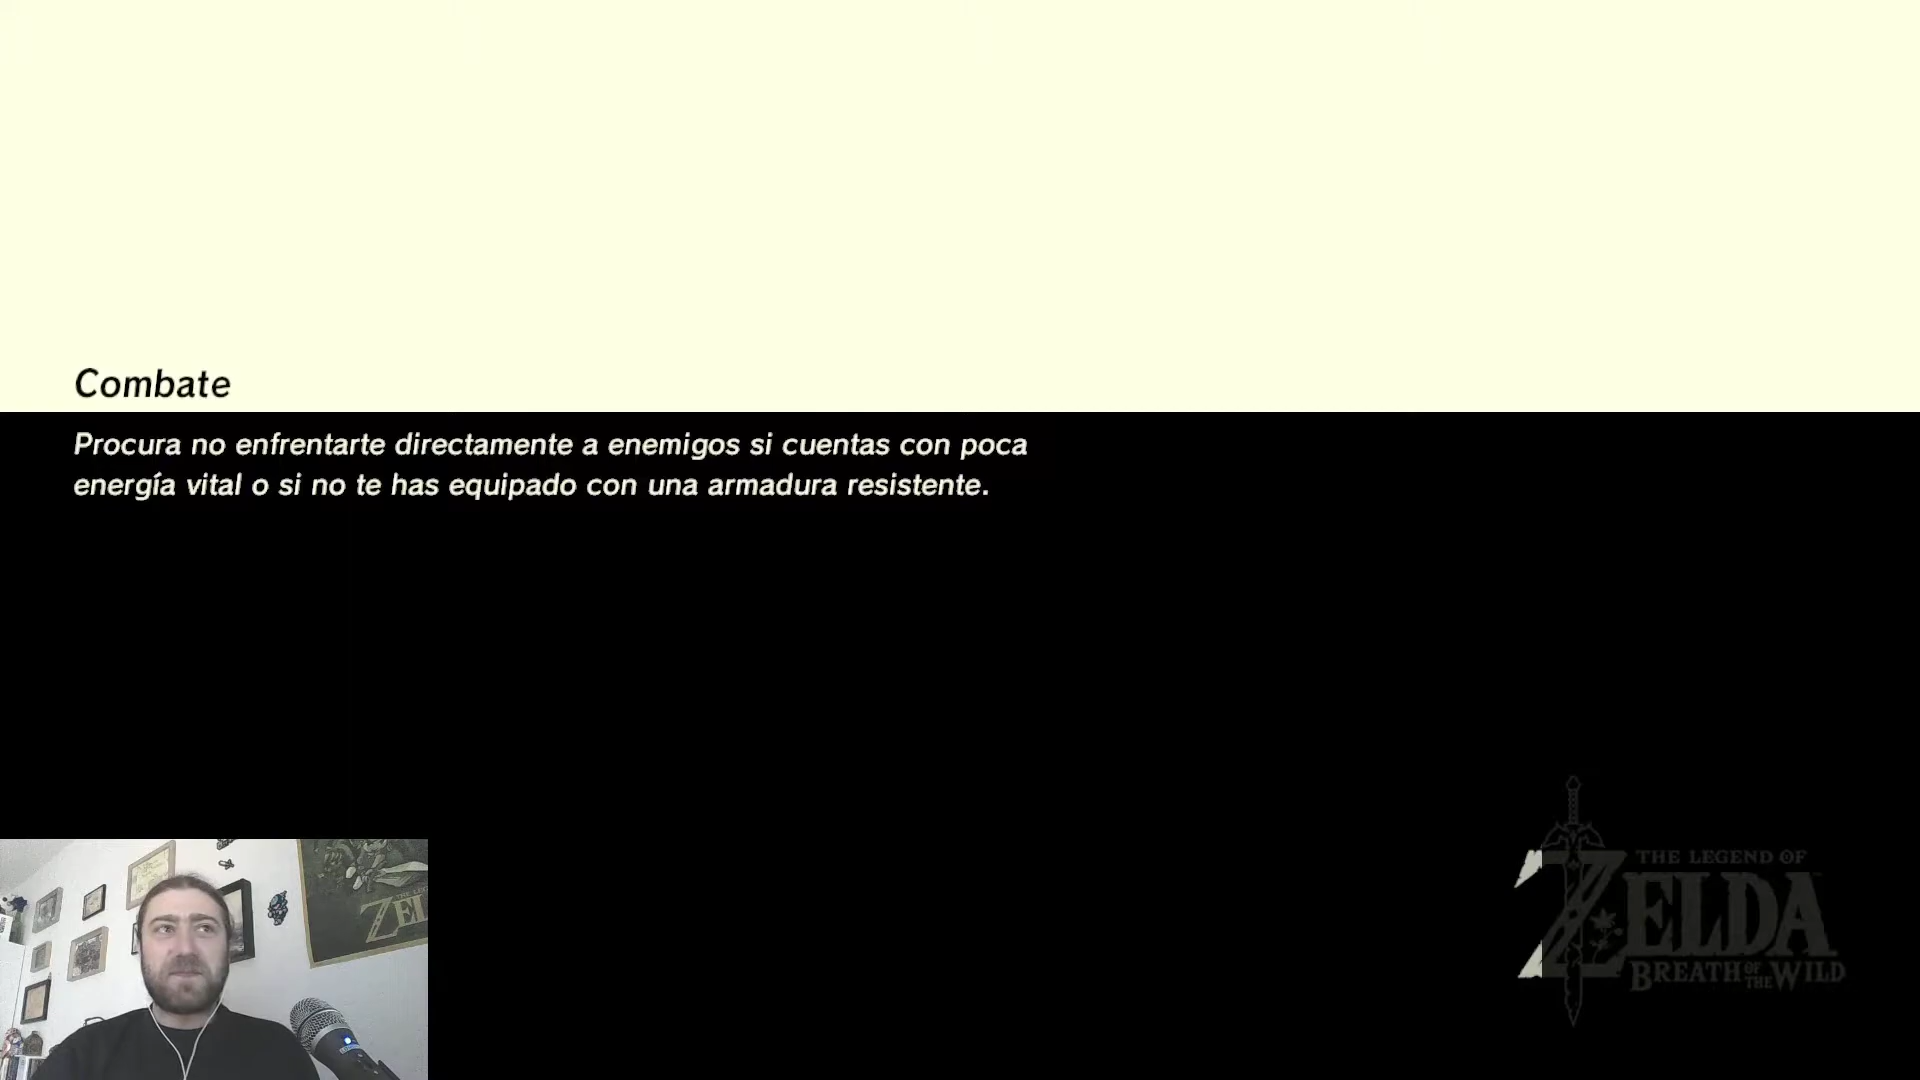 Combate
Procura no enfrentarte directamente a enemigos si cuentas con poca
energía vital o si no te has equipado con una armadura resistente.
THE LEGEND OF
ZELDA
BREATH OF THE WILD
ZEL